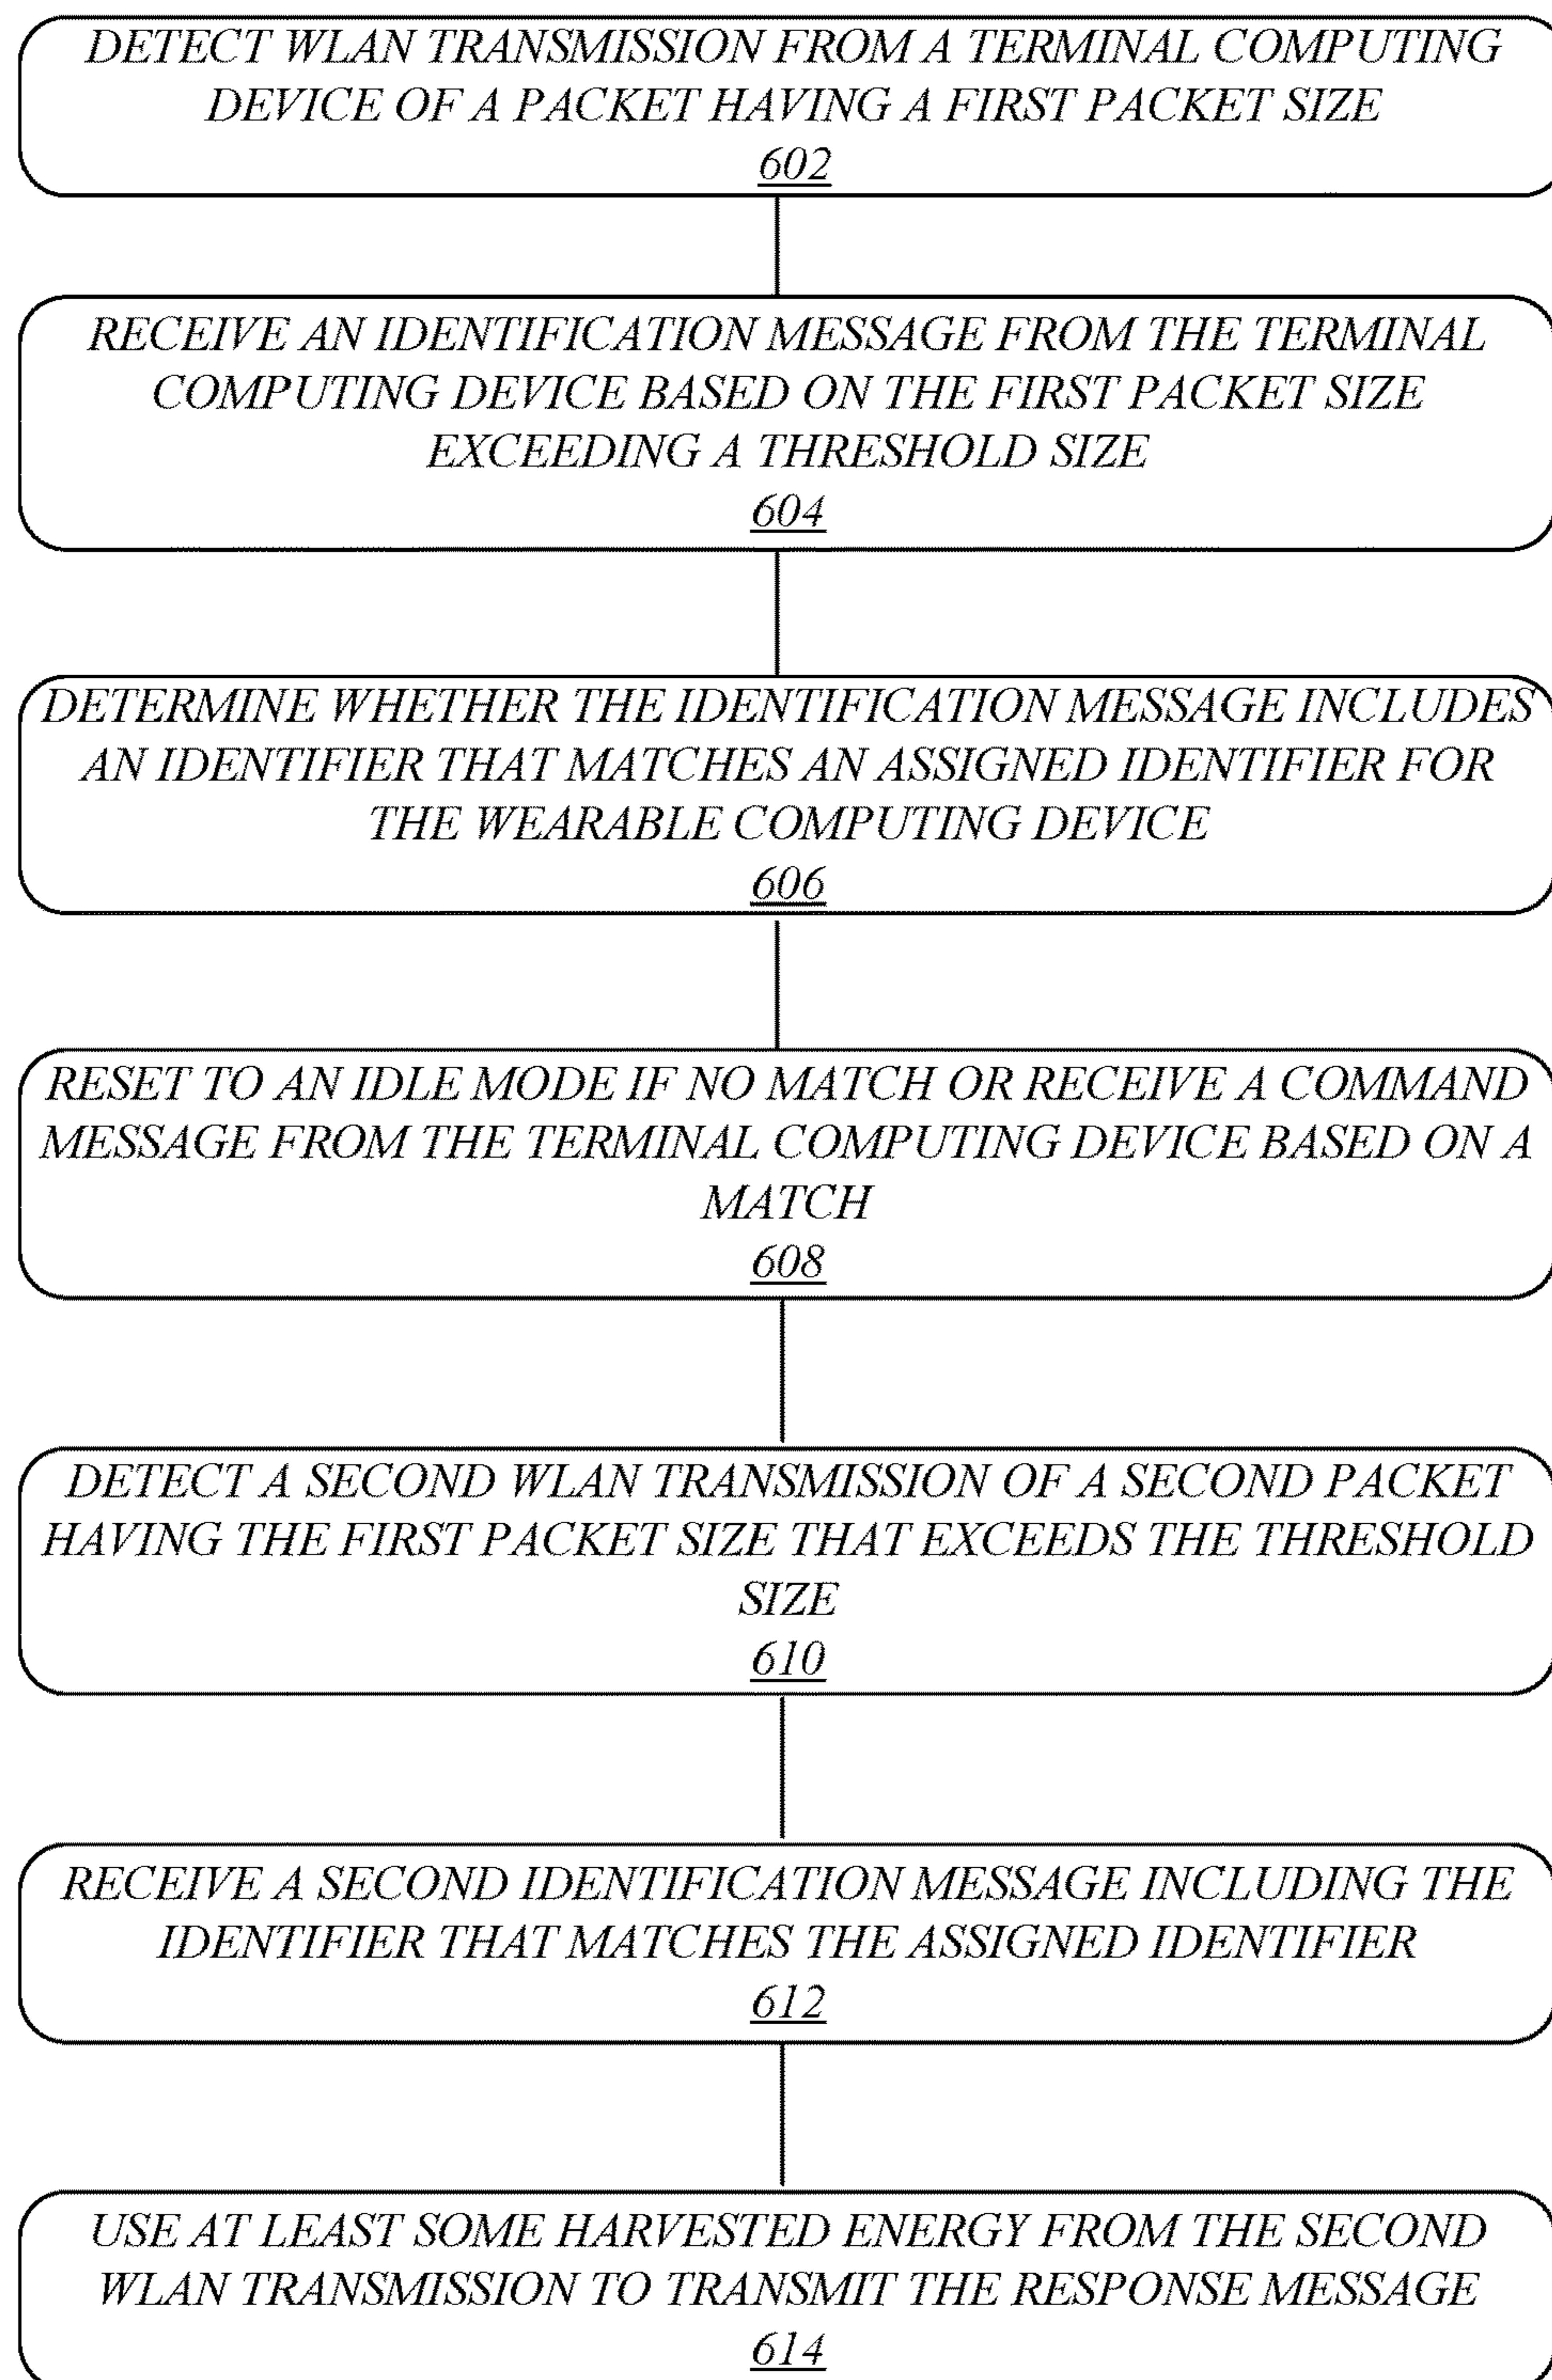 DETECT WLAN TRANSMISSION FROM A TERMINAL COMPUTING
DEVICE OF A PACKET HAVING A FIRST PACKET SIZE
602
RECEIVE AN IDENTIFICATION MESSAGE FROM THE TERMINAL
COMPUTING DEVICE BASED ON THE FIRST PACKET SIZE
EXCEEDING A THRESHOLD SIZE
604
DETERMINE WHETHER THE IDENTIFICATION MESSAGE INCLUDES
AN IDENTIFIER THAT MATCHES AN ASSIGNED IDENTIFIER FOR
THE WEARABLE COMPUTING DEVICE
606
RESET TO AN IDLE MODE IF NO MATCH OR RECEIVE A COMMAND
MESSAGE FROM THE TERMINAL COMPUTING DEVICE BASED ON A
MATCH
608
DETECT A SECOND WLAN TRANSMISSION OF A SECOND PACKET
HAVING THE FIRST PACKET SIZE THAT EXCEEDS THE THRESHOLD
SIZE
610
RECEIVE A SECOND IDENTIFICATION MESSAGE INCLUDING THE
IDENTIFIER THAT MATCHES THE ASSIGNED IDENTIFIER
612
USE AT LEAST SOME HARVESTED ENERGY FROM THE SECOND
WLAN TRANSMISSION TO TRANSMIT THE RESPONSE MESSAGE
614